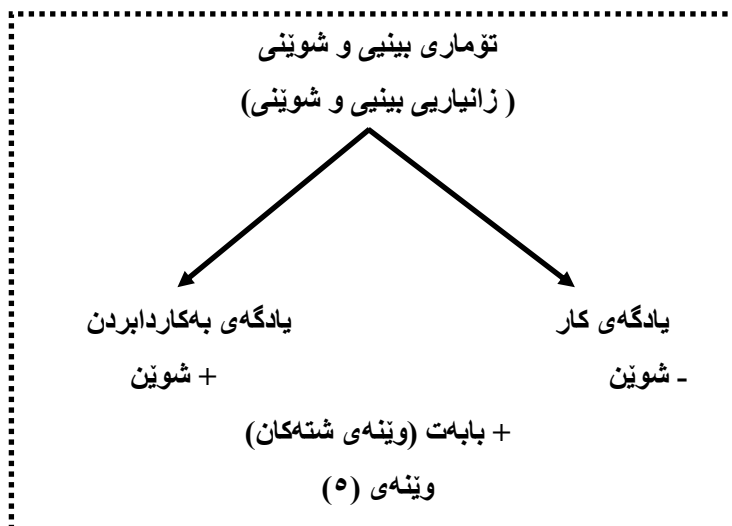 تۆماری بینیی و شوێنی
( زانیاریی بینیی و شوێنی)
یادگەی کار
یادگەی بەکاردابردن
- شوێن
+ شوێن
+ بابەت (وێنەی شتەکان)
وێنەی (٥)